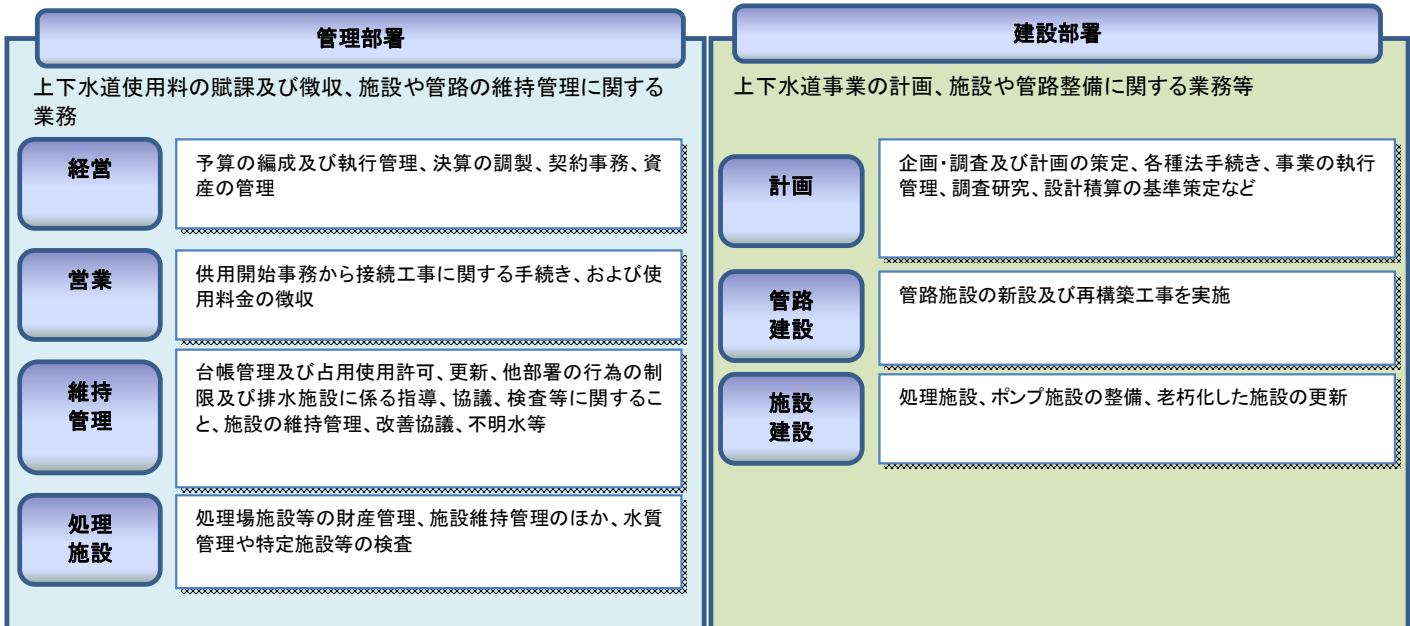 管理部署
上下水道使用料の賦課及び徴収、施設や管路の維持管理に関する
業務
経営
予算の編成及び執行管理、決算の調製、契約事務、資
産の管理
営業
供用開始事務から接続工事に関する手続き、および使
用料金の徴収
維持
管理
台帳管理及び占用使用許可、更新、他部署の行為の制
限及び排水施設に係る指導、協議、検査等に関するこ
と、施設の維持管理、改善協議、不明水等
処理
施設
処理場施設等の財産管理、施設維持管理のほか、水質
管理や特定施設等の検査
建設部署
上下水道事業の計画、施設や管路整備に関する業務等
計画
企画・調査及び計画の策定、各種法手続き、事業の執行
管理、調査研究、設計積算の基準策定など
管路
建設
管路施設の新設及び再構築工事を実施
施設
建設
処理施設、ポンプ施設の整備、老朽化した施設の更新